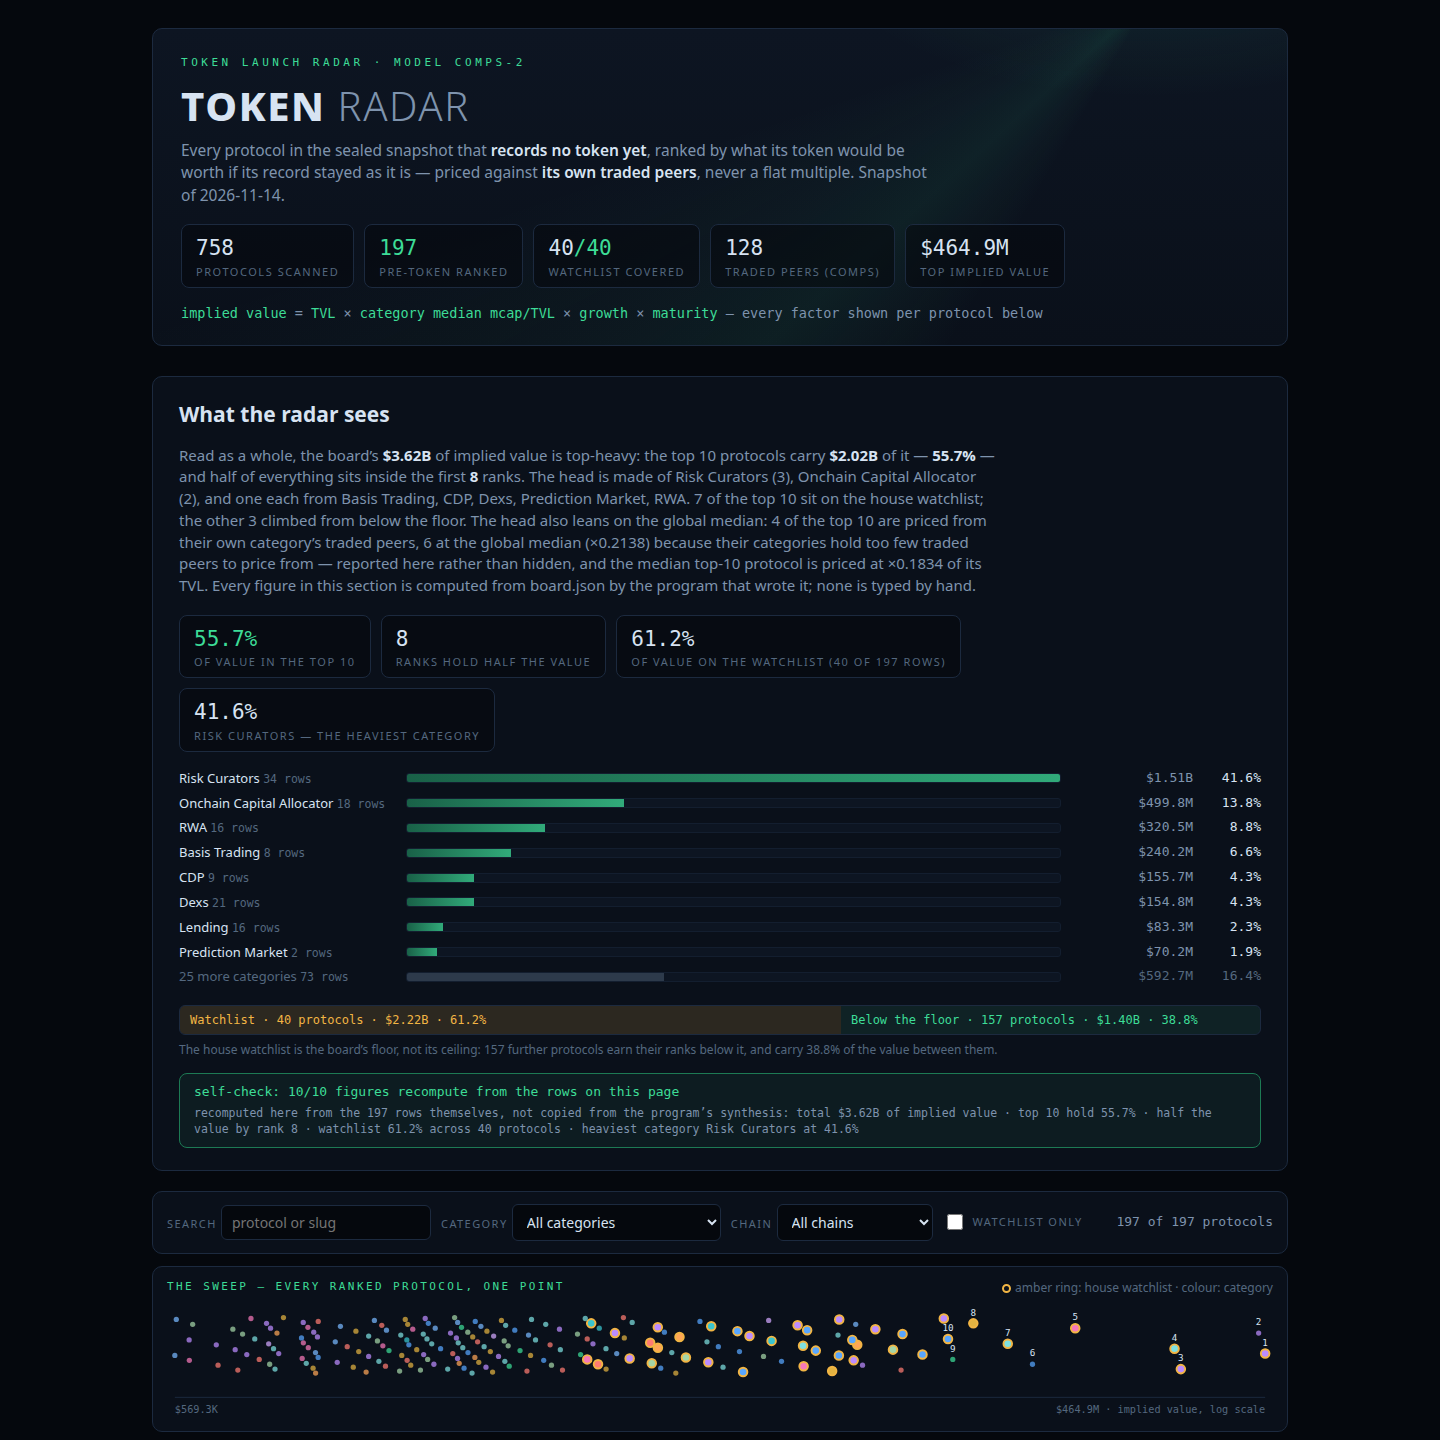 TOKEN LAUNCH RADAR · MODEL COMPS-2
TOKEN RADAR
Every protocol in the sealed snapshot that records no token yet, ranked by what its token would be
worth if its record stayed as it is — priced against its own traded peers, never a flat multiple. Snapshot
of 2026-11-14.
758
PROTOCOLS SCANNED
197
PRE-TOKEN RANKED
40/40
WATCHLIST COVERED
128
TRADED PEERS (COMPS)
$464.9M
TOP IMPLIED VALUE
implied value = TVL × category median mcap/TVL × growth × maturity — every factor shown per protocol below
What the radar sees
Read as a whole, the board’s $3.62B of implied value is top-heavy: the top 10 protocols carry $2.02B of it — 55.7% —
and half of everything sits inside the first 8 ranks. The head is made of Risk Curators (3), Onchain Capital Allocator
(2), and one each from Basis Trading, CDP, Dexs, Prediction Market, RWA. 7 of the top 10 sit on the house watchlist;
the other 3 climbed from below the floor. The head also leans on the global median: 4 of the top 10 are priced from
their own category’s traded peers, 6 at the global median (×0.2138) because their categories hold too few traded
peers to price from — reported here rather than hidden, and the median top-10 protocol is priced at ×0.1834 of its
TVL. Every figure in this section is computed from board.json by the program that wrote it; none is typed by hand.
55.7%
OF VALUE IN THE TOP 10
8
RANKS HOLD HALF THE VALUE
61.2%
OF VALUE ON THE WATCHLIST (40 OF 197 ROWS)
41.6%
RISK CURATORS — THE HEAVIEST CATEGORY
Risk Curators 34 rows $1.51B 41.6%
Onchain Capital Allocator 18 rows $499.8M 13.8%
RWA 16 rows $320.5M 8.8%
Basis Trading 8 rows $240.2M 6.6%
CDP 9 rows $155.7M 4.3%
Dexs 21 rows $154.8M 4.3%
Lending 16 rows $83.3M 2.3%
Prediction Market 2 rows $70.2M 1.9%
25 more categories 73 rows $592.7M 16.4%
Watchlist · 40 protocols · $2.22B · 61.2% Below the floor · 157 protocols · $1.40B · 38.8%
The house watchlist is the board’s floor, not its ceiling: 157 further protocols earn their ranks below it, and carry 38.8% of the value between them.
self-check: 10/10 figures recompute from the rows on this page
recomputed here from the 197 rows themselves, not copied from the program’s synthesis: total $3.62B of implied value · top 10 hold 55.7% · half the
value by rank 8 · watchlist 61.2% across 40 protocols · heaviest category Risk Curators at 41.6%
SEARCH protocol or slug CATEGORY All categories CHAIN All chains WATCHLIST ONLY 197 of 197 protocols
THE SWEEP — EVERY RANKED PROTOCOL, ONE POINT
amber ring: house watchlist · colour: category
8
5
2
10
7
4
1
9
6
3
$569.3K
$464.9M · implied value, log scale